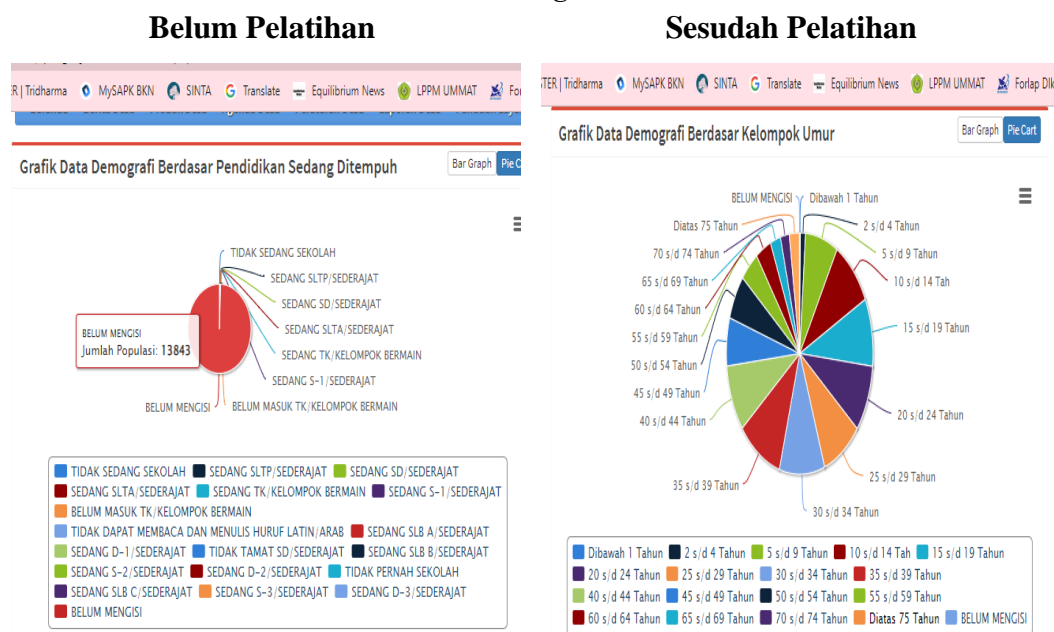 Belum Pelatihan
Sesudah Pelatihan
ER | Tridharma MySAPK BKN SINTA Translate Equilibrium News LPPM UMMAT For
Grafik Data Demografi Berdasar Pendidikan Sedang Ditempuh
Bar Graph Pie C
TIDAK SEDANG SEKOLAH
SEDANG SLTP/SEDERAJAT
SEDANG SD/SEDERAJAT
SEDANG SLTA/SEDERAJAT
SEDANG TK/KELOMPOK BERMAIN
SEDANG S-1/SEDERAJAT
BELUM MENGISI
BELUM MASUK TK/KELOMPOK BERMAIN
BELUM MENGISI
Jumlah Populasi: 13843
TIDAK SEDANG SEKOLAH SEDANG SLTP/SEDERAJAT SEDANG SD/SEDERAJAT
SEDANG SLTA/SEDERAJAT SEDANG TK/KELOMPOK BERMAIN SEDANG S-1/SEDERAJAT
BELUM MASUK TK/KELOMPOK BERMAIN
TIDAK DAPAT MEMBACA DAN MENULIS HURUF LATIN/ARAB SEDANG SLB A/SEDERAJAT
SEDANG D-1/SEDERAJAT TIDAK TAMAT SD/SEDERAJAT SEDANG SLB B/SEDERAJAT
SEDANG S-2/SEDERAJAT SEDANG D-2/SEDERAJAT TIDAK PERNAH SEKOLAH
SEDANG SLB C/SEDERAJAT SEDANG S-3/SEDERAJAT SEDANG D-3/SEDERAJAT
BELUM MENGISI
STER | Tridharma MySAPK BKN SINTA Translate Equilibrium News LPPM UMMAT Forlap Dik
Grafik Data Demografi Berdasar Kelompok Umur
Bar Graph Pie Cart
BELUM MENGISI
Dibawah 1 Tahun
Diatas 75 Tahun
2 s/d 4 Tahun
70 s/d 74 Tahun
5 s/d 9 Tahun
65 s/d 69 Tahun
10 s/d 14 Tah
60 s/d 64 Tahun
15 s/d 19 Tahun
55 s/d 59 Tahun
50 s/d 54 Tahun
45 s/d 49 Tahun
20 s/d 24 Tahun
40 s/d 44 Tahun
25 s/d 29 Tahun
35 s/d 39 Tahun
30 s/d 34 Tahun
Dibawah 1 Tahun 2 s/d 4 Tahun 5 s/d 9 Tahun 10 s/d 14 Tah 15 s/d 19 Tahun
20 s/d 24 Tahun 25 s/d 29 Tahun 30 s/d 34 Tahun 35 s/d 39 Tahun
40 s/d 44 Tahun 45 s/d 49 Tahun 50 s/d 54 Tahun 55 s/d 59 Tahun
60 s/d 64 Tahun 65 s/d 69 Tahun 70 s/d 74 Tahun Diatas 75 Tahun BELUM MENGISI